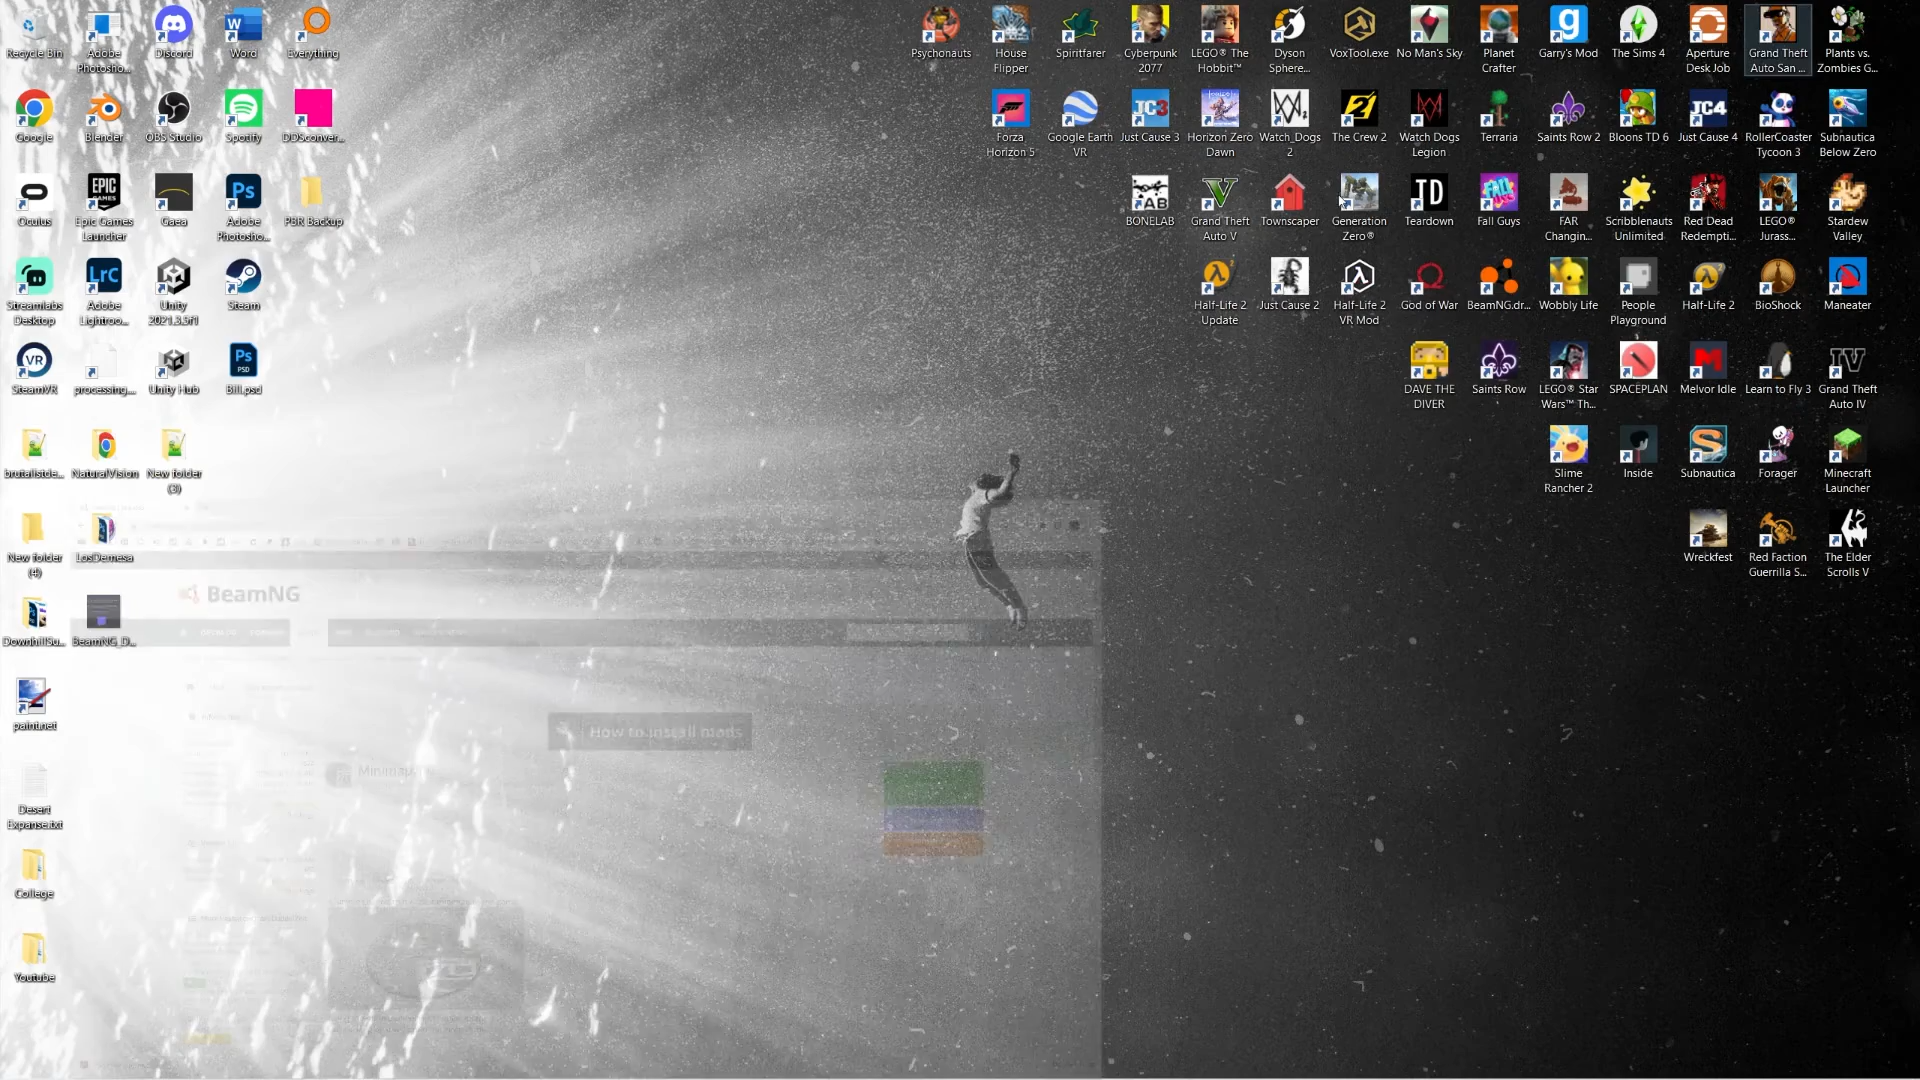 Recycle Bin
Adobe
Photosho...
Discord
Word
Everything
Psychonauts
House
Flipper
Spiritfarer
Cyberpunk
2077
LEGO® The
Hobbit™
Dyson
Sphere...
VoxTool.exe
No Man's Sky
Planet
Crafter
Garry's Mod
The Sims 4
Aperture
Desk Job
Grand Theft
Auto San ...
Plants vs.
Zombies G...
Google
Blender
OBS Studio
Spotify
DDSconver...
Forza
Horizon 5
Google Earth
VR
Just Cause 3
Horizon Zero
Dawn
Watch_Dogs
2
The Crew 2
Watch Dogs
Legion
Terraria
Saints Row 2
Bloons TD 6
Just Cause 4
RollerCoaster
Tycoon 3
Subnautica
Below Zero
Oculus
Epic Games
Launcher
Gaea
Adobe
Photosho...
PBR Backup
BONELAB
Grand Theft
Auto V
Townscaper
Generation
Zero®
Teardown
Fall Guys
FAR
Changin...
Scribblenauts
Unlimited
Red Dead
Redempti...
LEGO®
Jurass...
Stardew
Valley
Streamlabs
Desktop
Adobe
Lightroo...
Unity
2021.3.9f1
Steam
Half-Life 2
Update
Just Cause 2
Half-Life 2
VR Mod
God of War
BeamNG.dr...
Wobbly Life
People
Playground
Half-Life 2
BioShock
Maneater
SteamVR
processing...
Unity Hub
Bill.psd
DAVE THE
DIVER
Saints Row
LEGO® Star
Wars™ Th...
SPACEPLAN
Melvor Idle
Learn to Fly 3
Grand Theft
Auto IV
brutalistde...
NaturalVision
New folder
(3)
Slime
Rancher 2
Inside
Subnautica
Forager
Minecraft
Launcher
New folder
(4)
LosDemesa
Wreckfest
Red Faction
Guerrilla S...
The Elder
Scrolls V
BeamNG
DownhillSu...
BeamNG_D...
paint.net
How to install mods
Minimap
Desert
Expanse.txt
College
Youtube